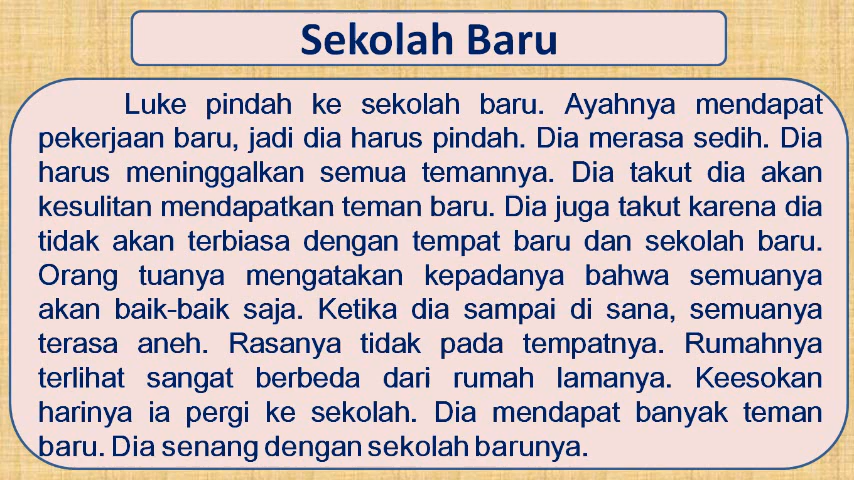 Sekolah Baru
Luke pindah ke sekolah baru. Ayahnya mendapat
pekerjaan baru, jadi dia harus pindah. Dia merasa sedih. Dia
harus meninggalkan semua temannya. Dia takut dia akan
kesulitan mendapatkan teman baru. Dia juga takut karena dia
tidak akan terbiasa dengan tempat baru dan sekolah baru.
Orang tuanya mengatakan kepadanya bahwa semuanya
akan baik-baik saja. Ketika dia sampai di sana, semuanya
terasa aneh. Rasanya tidak pada tempatnya. Rumahnya
terlihat sangat berbeda dari rumah lamanya. Keesokan
harinya ia pergi ke sekolah. Dia mendapat banyak teman
baru. Dia senang dengan sekolah barunya.